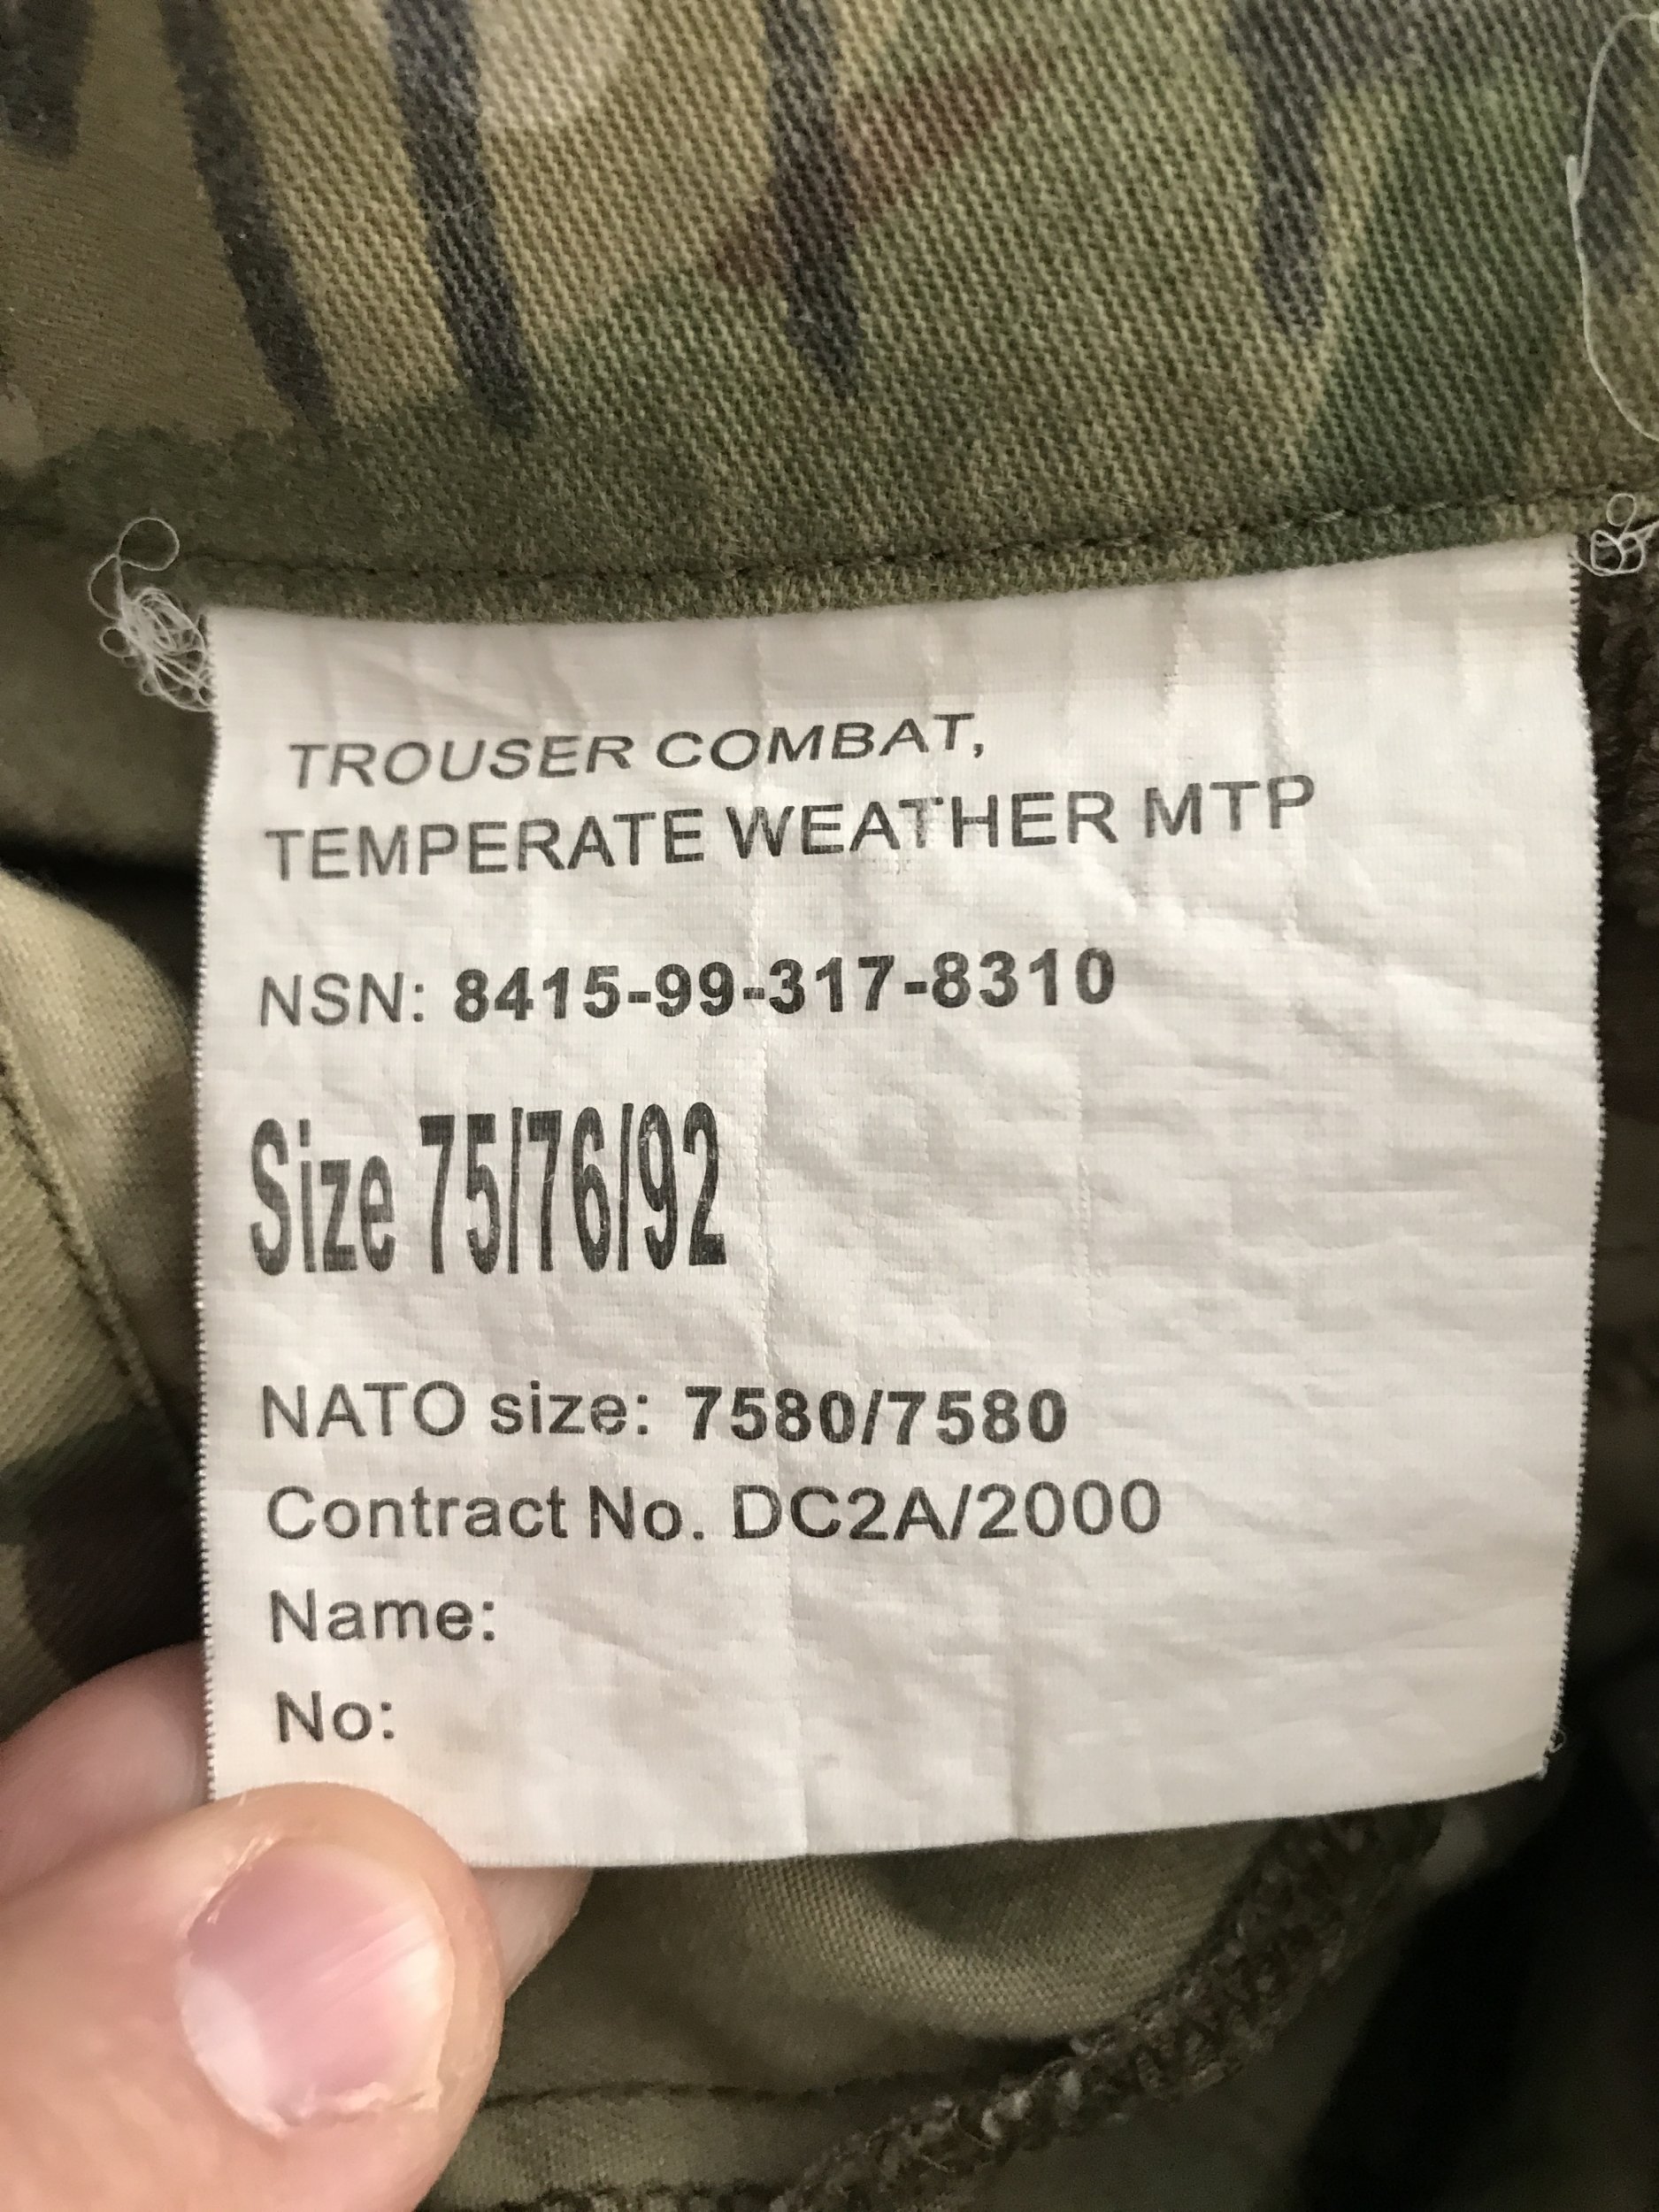 TROUSER COMBAT,
TEMPERATE WEATHER MTP
NSN: 8415-99-317-8310
Size 75/76/92
NATO size: 7580/7580
Contract No. DC2A/2000
Name:
No: